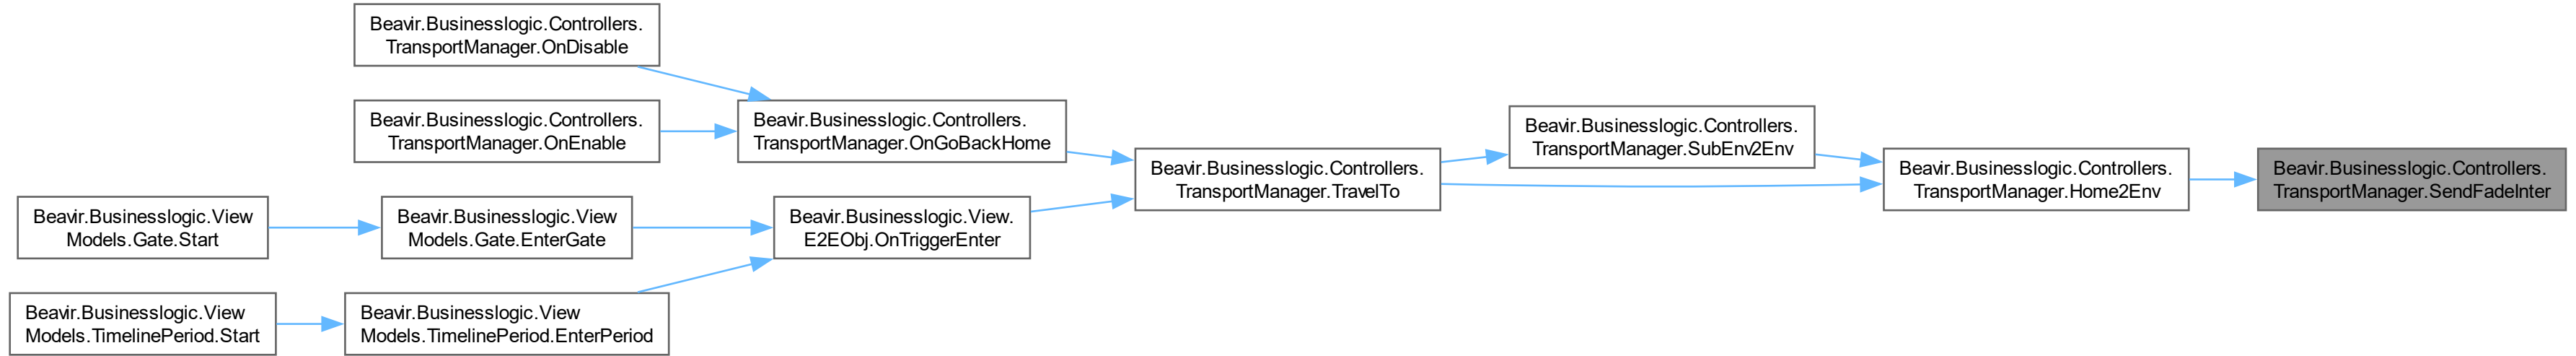 Beavir.Businesslogic.Controllers.
TransportManager.OnDisable
Beavir.Businesslogic.Controllers.
TransportManager.OnEnable
Beavir.Businesslogic.View
Models.Gate.Start
Beavir.Businesslogic.View
Models.TimelinePeriod.Start
Beavir.Businesslogic.View
Models.Gate.EnterGate
Beavir.Businesslogic.View
Models.TimelinePeriod.EnterPeriod
Beavir.Businesslogic.Controllers.
TransportManager.OnGoBackHome
Beavir.Businesslogic.View.
E2EObj.OnTriggerEnter
Beavir.Businesslogic.Controllers.
TransportManager.TravelTo
Beavir.Businesslogic.Controllers.
TransportManager.SubEnv2Env
Beavir.Businesslogic.Controllers.
TransportManager.Home2Env
Beavir.Businesslogic.Controllers.
TransportManager.SendFadeInter